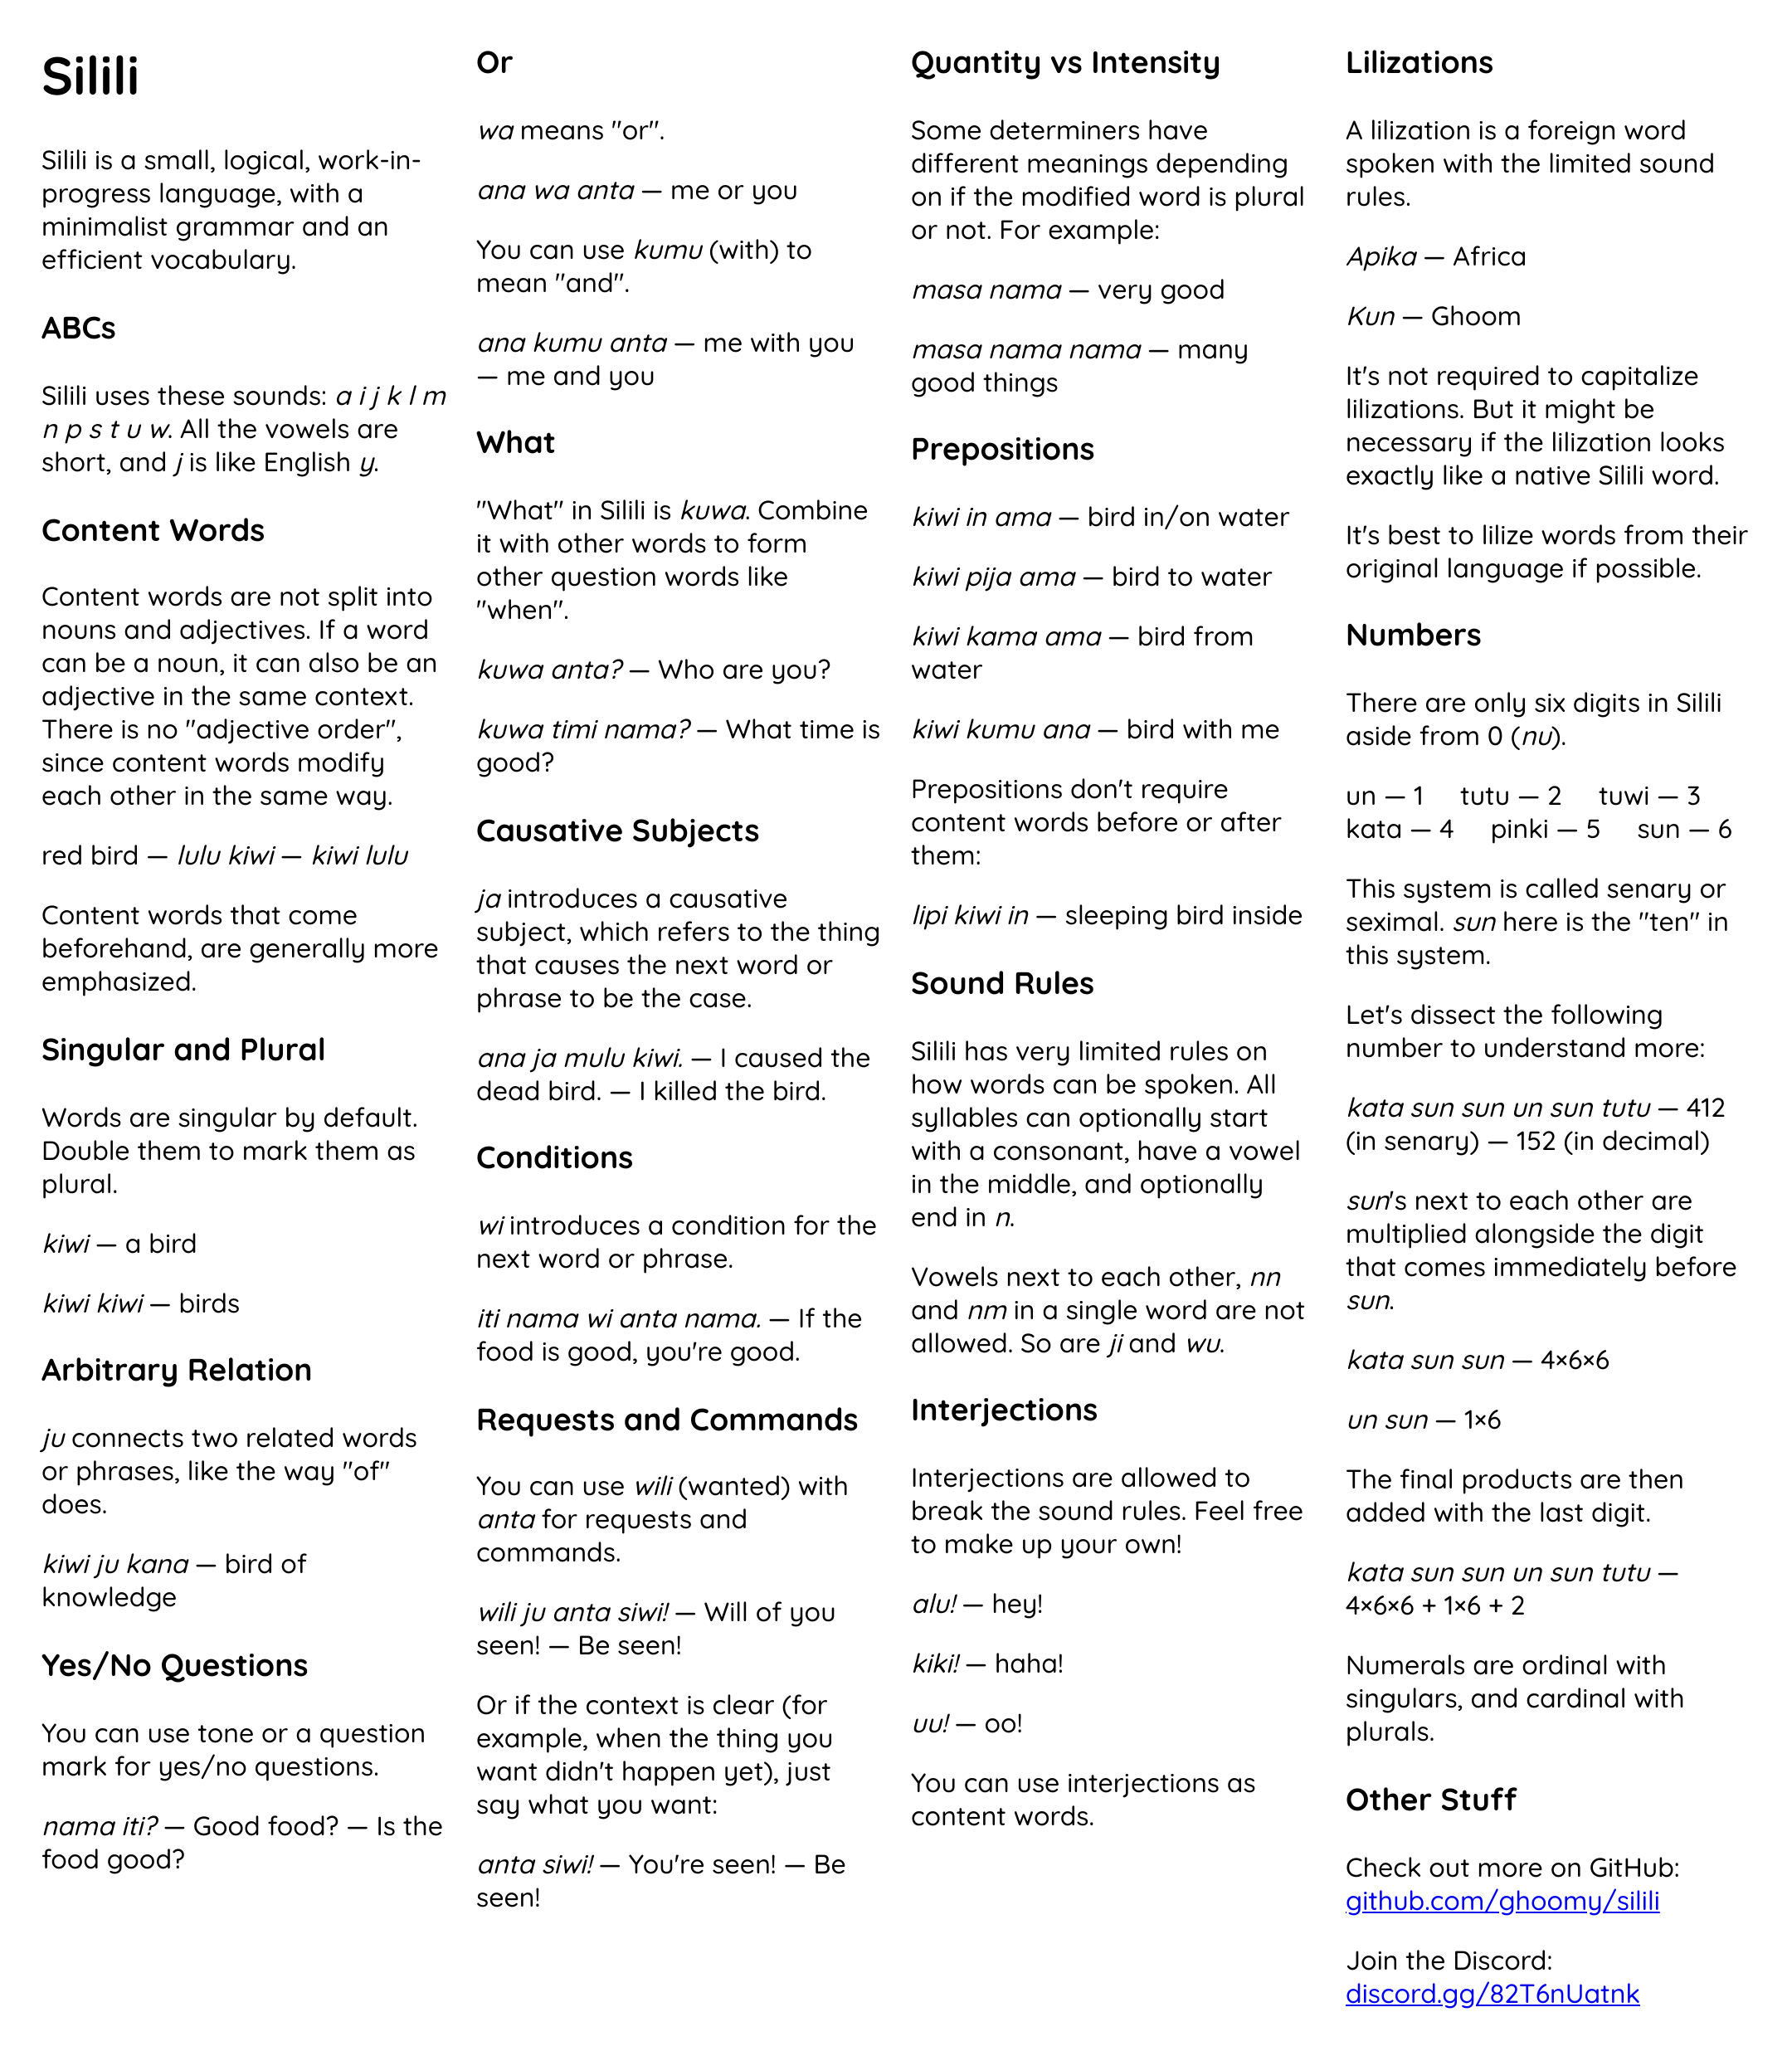 Silili
Silili is a small, logical, work-in-
progress language, with a
minimalist grammar and an
efficient vocabulary.
ABCs
Silili uses these sounds: a i j k l m
n p s t u w. All the vowels are
short, and j is like English y.
Content Words
Content words are not split into
nouns and adjectives. If a word
can be a noun, it can also be an
adjective in the same context.
There is no "adjective order",
since content words modify
each other in the same way.
red bird — lulu kiwi — kiwi lulu
Content words that come
beforehand, are generally more
emphasized.
Singular and Plural
Words are singular by default.
Double them to mark them as
plural.
kiwi — a bird
kiwi kiwi — birds
Arbitrary Relation
ju connects two related words
or phrases, like the way "of"
does.
kiwi ju kana — bird of
knowledge
Yes/No Questions
You can use tone or a question
mark for yes/no questions.
nama iti? — Good food? — Is the
food good?
Or
wa means "or".
ana wa anta — me or you
You can use kumu (with) to
mean "and".
ana kumu anta — me with you
— me and you
What
"What" in Silili is kuwa. Combine
it with other words to form
other question words like
"when".
kuwa anta? — Who are you?
kuwa timi nama? — What time is
good?
Causative Subjects
ja introduces a causative
subject, which refers to the thing
that causes the next word or
phrase to be the case.
ana ja mulu kiwi. — I caused the
dead bird. — I killed the bird.
Conditions
wi introduces a condition for the
next word or phrase.
iti nama wi anta nama. — If the
food is good, you're good.
Requests and Commands
You can use wili (wanted) with
anta for requests and
commands.
wili ju anta siwi! — Will of you
seen! — Be seen!
Or if the context is clear (for
example, when the thing you
want didn't happen yet), just
say what you want:
anta siwi! — You're seen! — Be
seen!
Quantity vs Intensity
Some determiners have
different meanings depending
on if the modified word is plural
or not. For example:
masa nama — very good
masa nama nama — many
good things
Prepositions
kiwi in ama — bird in/on water
kiwi pija ama — bird to water
kiwi kama ama — bird from
water
kiwi kumu ana — bird with me
Prepositions don't require
content words before or after
them:
lipi kiwi in — sleeping bird inside
Sound Rules
Silili has very limited rules on
how words can be spoken. All
syllables can optionally start
with a consonant, have a vowel
in the middle, and optionally
end in n.
Vowels next to each other, nn
and nm in a single word are not
allowed. So are ji and wu.
Interjections
Interjections are allowed to
break the sound rules. Feel free
to make up your own!
alu! — hey!
kiki! — haha!
uu! — oo!
You can use interjections as
content words.
Lilizations
A lilization is a foreign word
spoken with the limited sound
rules.
Apika — Africa
Kun — Ghoom
It's not required to capitalize
lilizations. But it might be
necessary if the lilization looks
exactly like a native Silili word.
It's best to lilize words from their
original language if possible.
Numbers
There are only six digits in Silili
aside from 0 (nu).
un — 1 tutu — 2 tuwi — 3
kata — 4 pinki — 5 sun — 6
This system is called senary or
seximal. sun here is the "ten" in
this system.
Let's dissect the following
number to understand more:
kata sun sun un sun tutu — 412
(in senary) — 152 (in decimal)
sun's next to each other are
multiplied alongside the digit
that comes immediately before
sun.
kata sun sun — 4×6×6
un sun — 1×6
The final products are then
added with the last digit.
kata sun sun un sun tutu —
4×6×6 + 1×6 + 2
Numerals are ordinal with
singulars, and cardinal with
plurals.
Other Stuff
Check out more on GitHub:
github.com/ghoomy/silili
Join the Discord:
discord.gg/82T6nUatnk